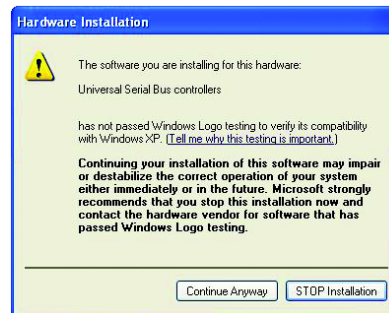 Hardware Installation
The software you are installing for this hardware:
Universal Serial Bus controllers
has not passed Windows Logo testing to verify its compatibility
with Windows XP. (Tell me why this testing is important.)
Continuing your installation of this software may impair
or destabilize the correct operation of your system
either immediately or in the future. Microsoft strongly
recommends that you stop this installation now and
contact the hardware vendor for software that has
passed Windows Logo testing.
Continue Anyway STOP Installation